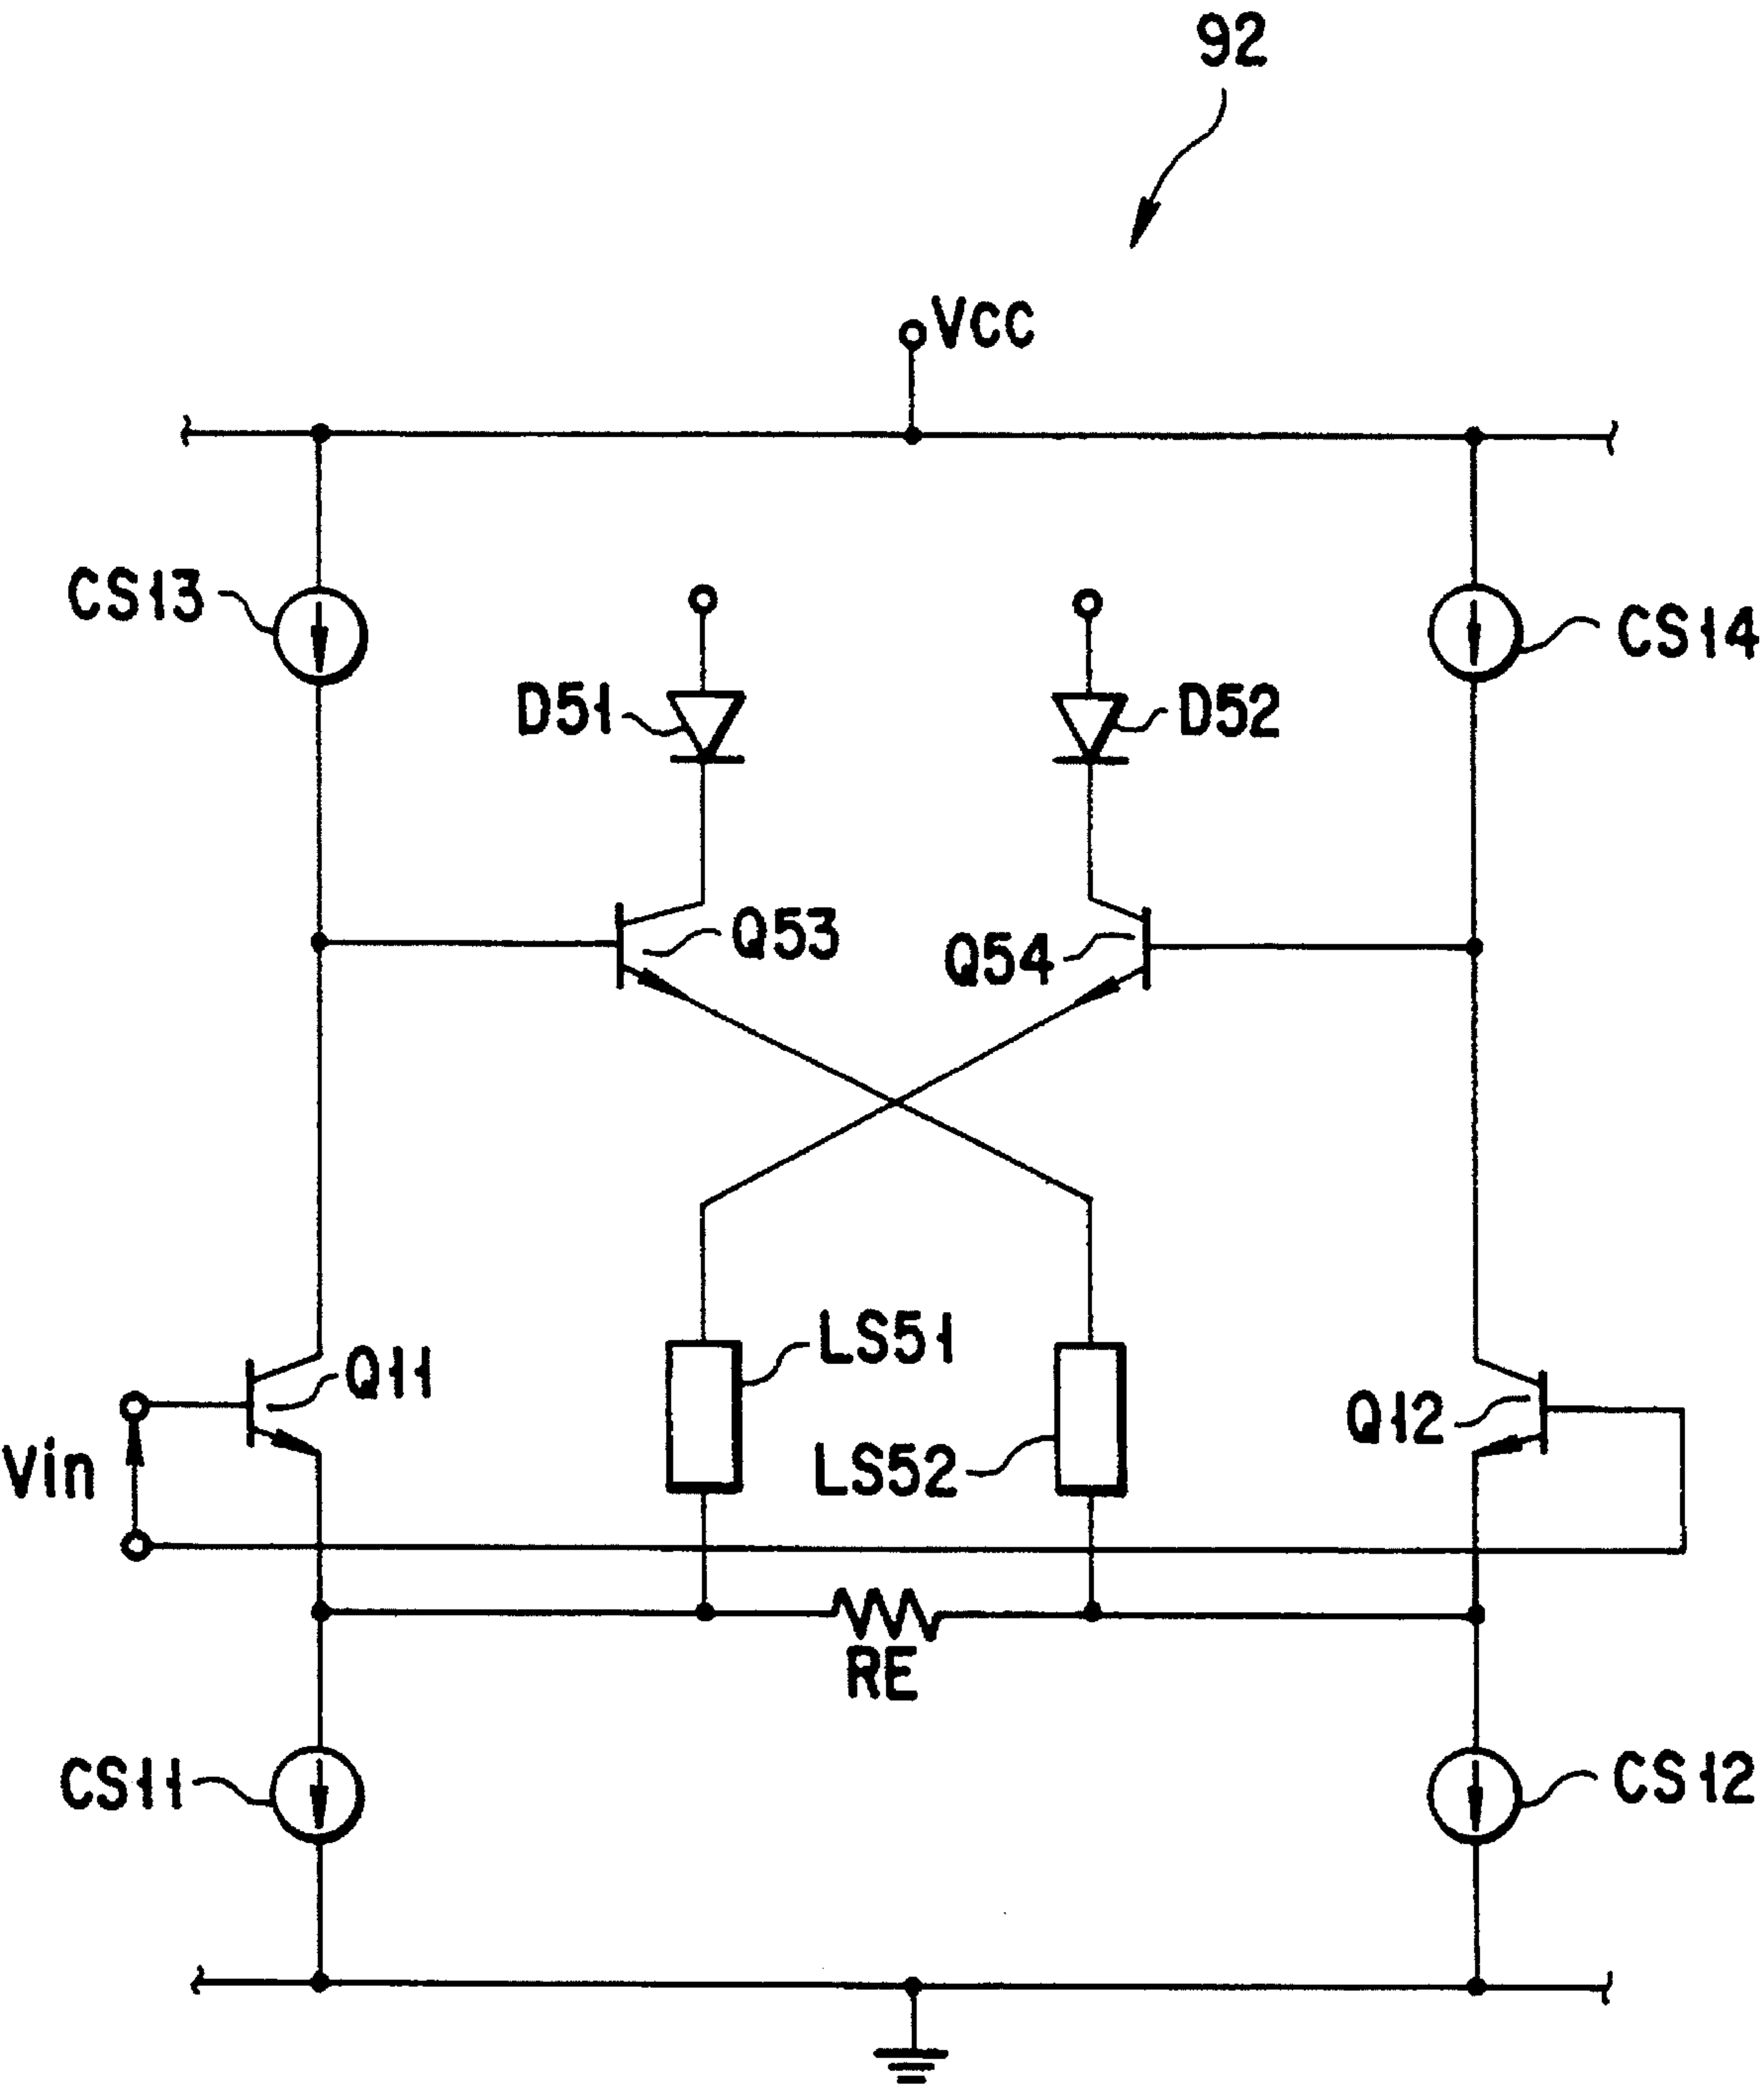 92
VCC
CS13
CS14
D51
D52
Q53
Q54
LS51
Q11
Q12
Vin
LS52
RE
CS11
CS12